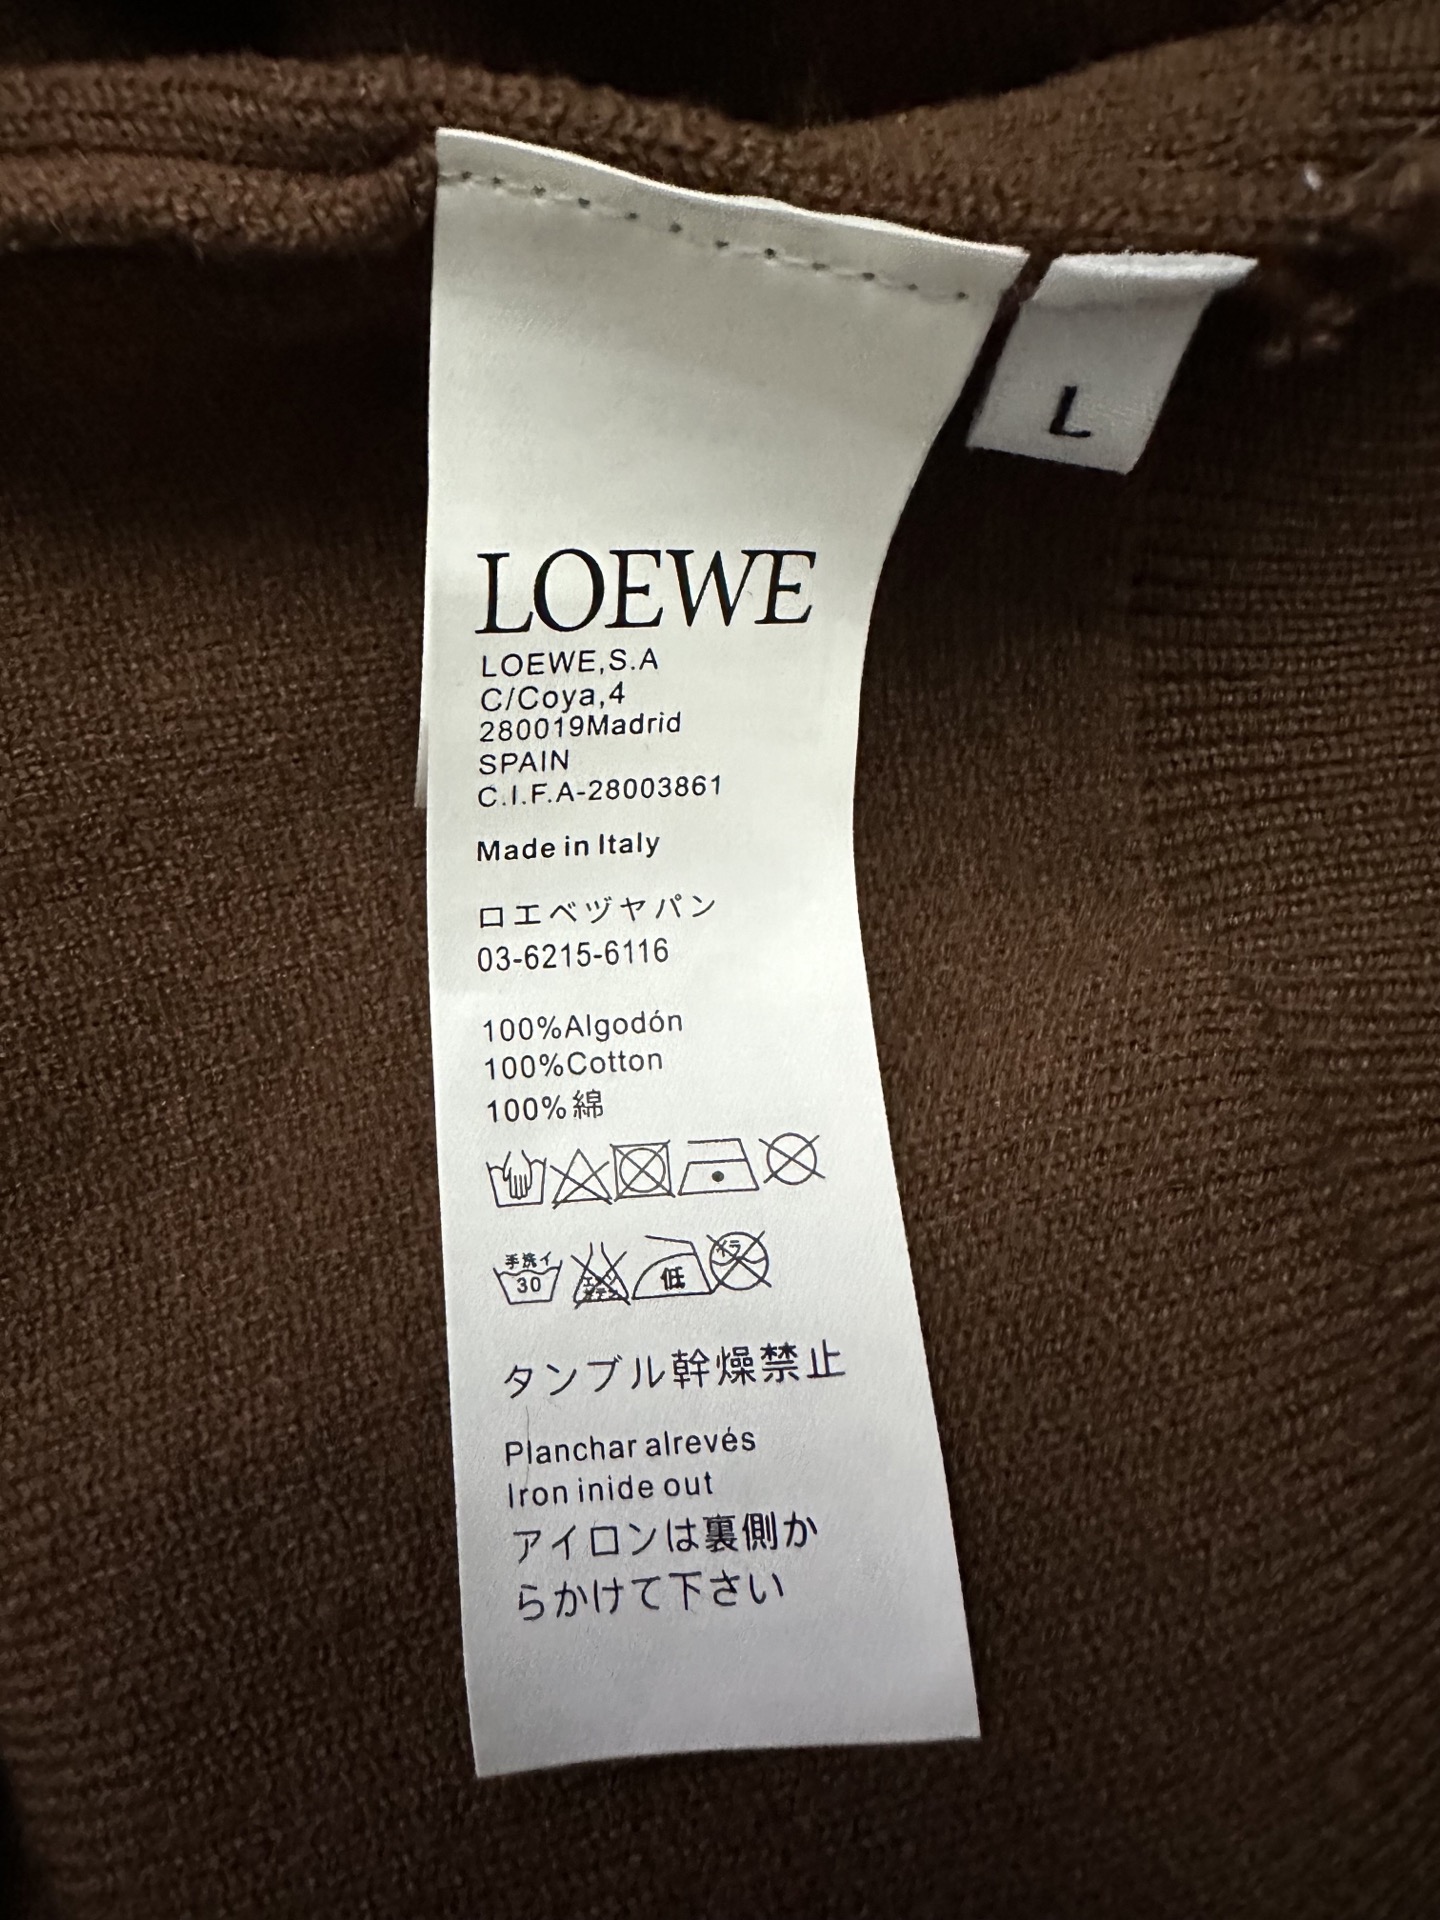 L
LOEWE
LOEWE,S.A
C/Coya,4
280019Madrid
SPAIN
C.I.F.A-28003861
Made in Italy
ロエベヅヤパン
03-6215-6116
100%Algodón
100%Cotton
100%綿
手洗イ
30
低
タンブル幹燥禁止
Planchar alrevés
Iron inide out
アイロンは裏側か
らかけて下さい